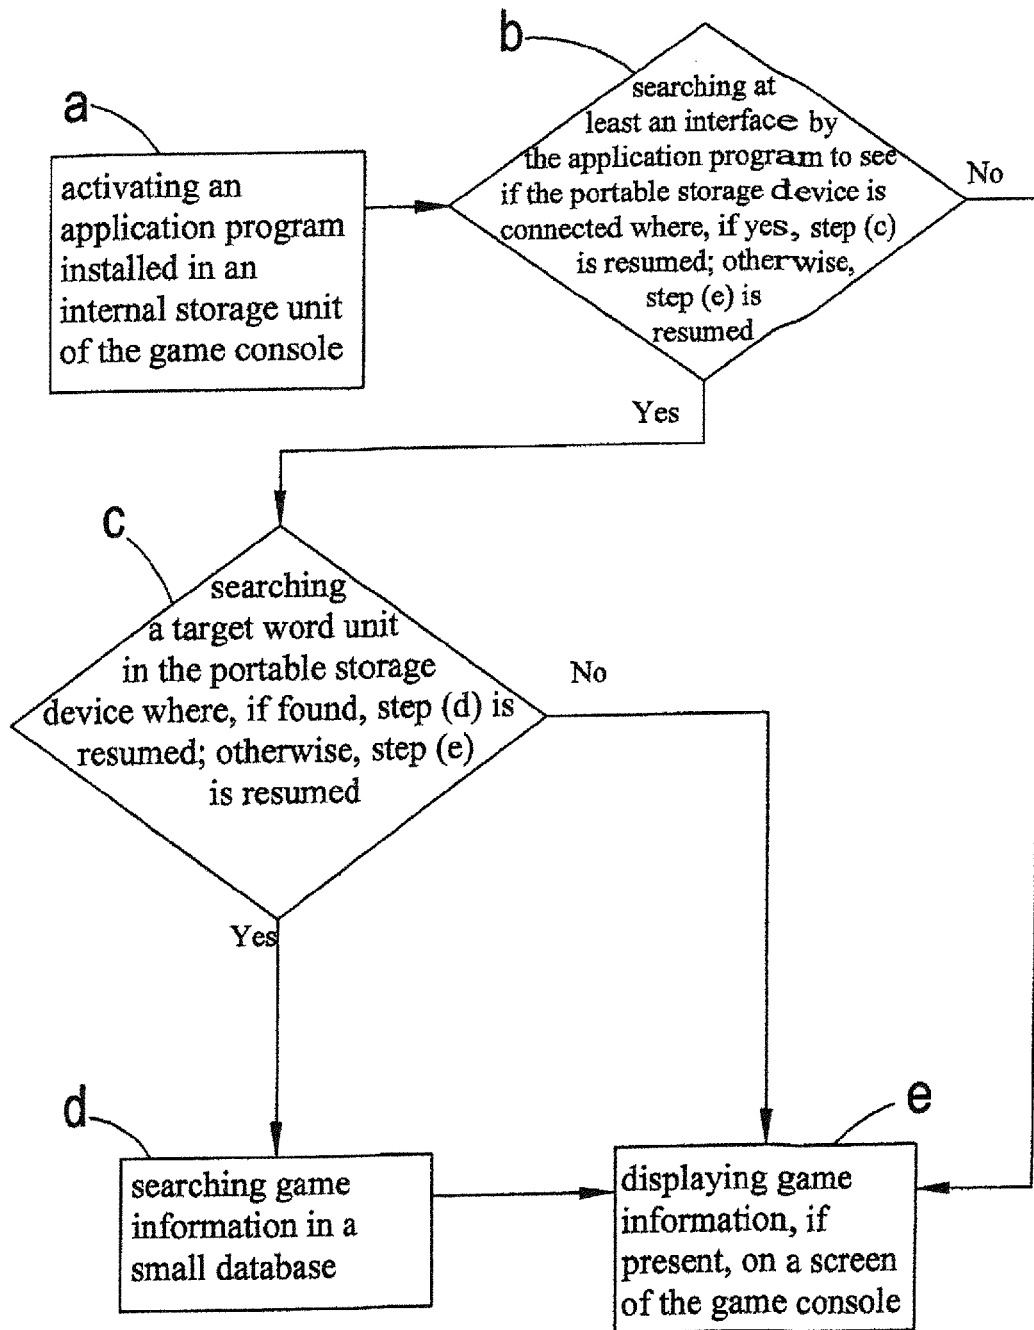 a
activating an
application program
installed in an
internal storage unit
of the game console
b
searching at
least an interface by
the application program to see
if the portable storage device is
connected where, if yes, step (c)
is resumed; otherwise,
step (e) is
resumed
No
Yes
c
searching
a target word unit
in the portable storage
device where, if found, step (d) is
resumed; otherwise, step (e)
is resumed
No
Yes
d
searching game
information in a
small database
e
displaying game
information, if
present, on a screen
of the game console